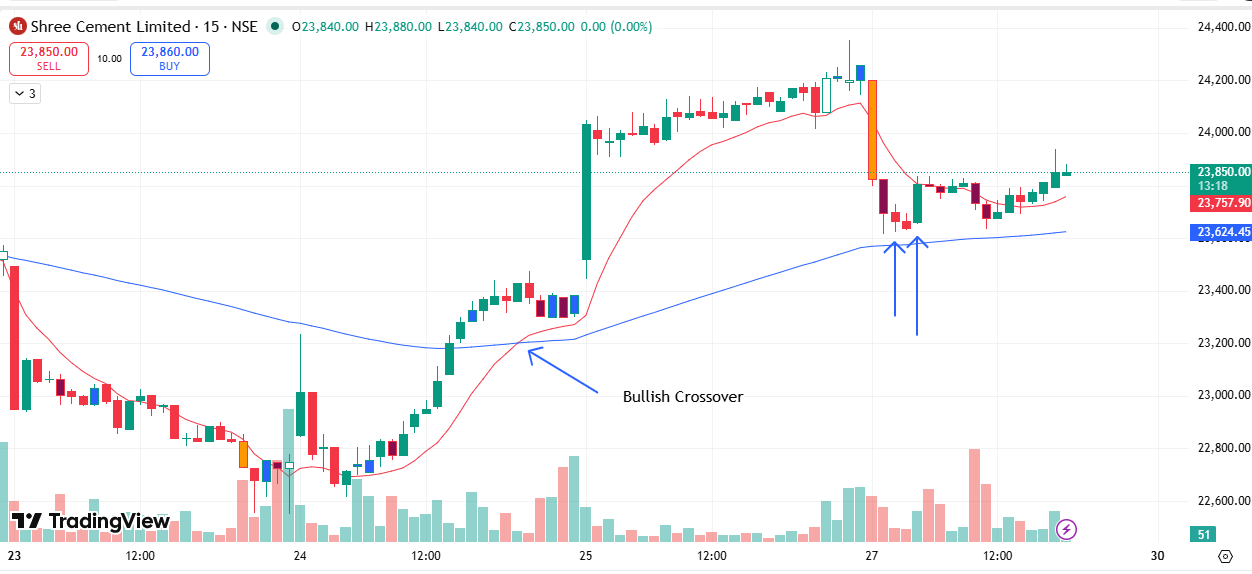 Shree Cement Limited · 15 · NSE O23,840.00 H23,880.00 L23,840.00 C23,850.00 0.00 (0.00%)
23,850.00 10.00 23,860.00
SELL BUY
3
24,400.00
24,200.00
24,000.00
23,850.00
13:18
23,757.90
23,624.45
23,400.00
23,200.00
Bullish Crossover
23,000.00
22,800.00
22,600.00
TradingView
51
23 12:00 24 12:00 25 12:00 27 12:00 30